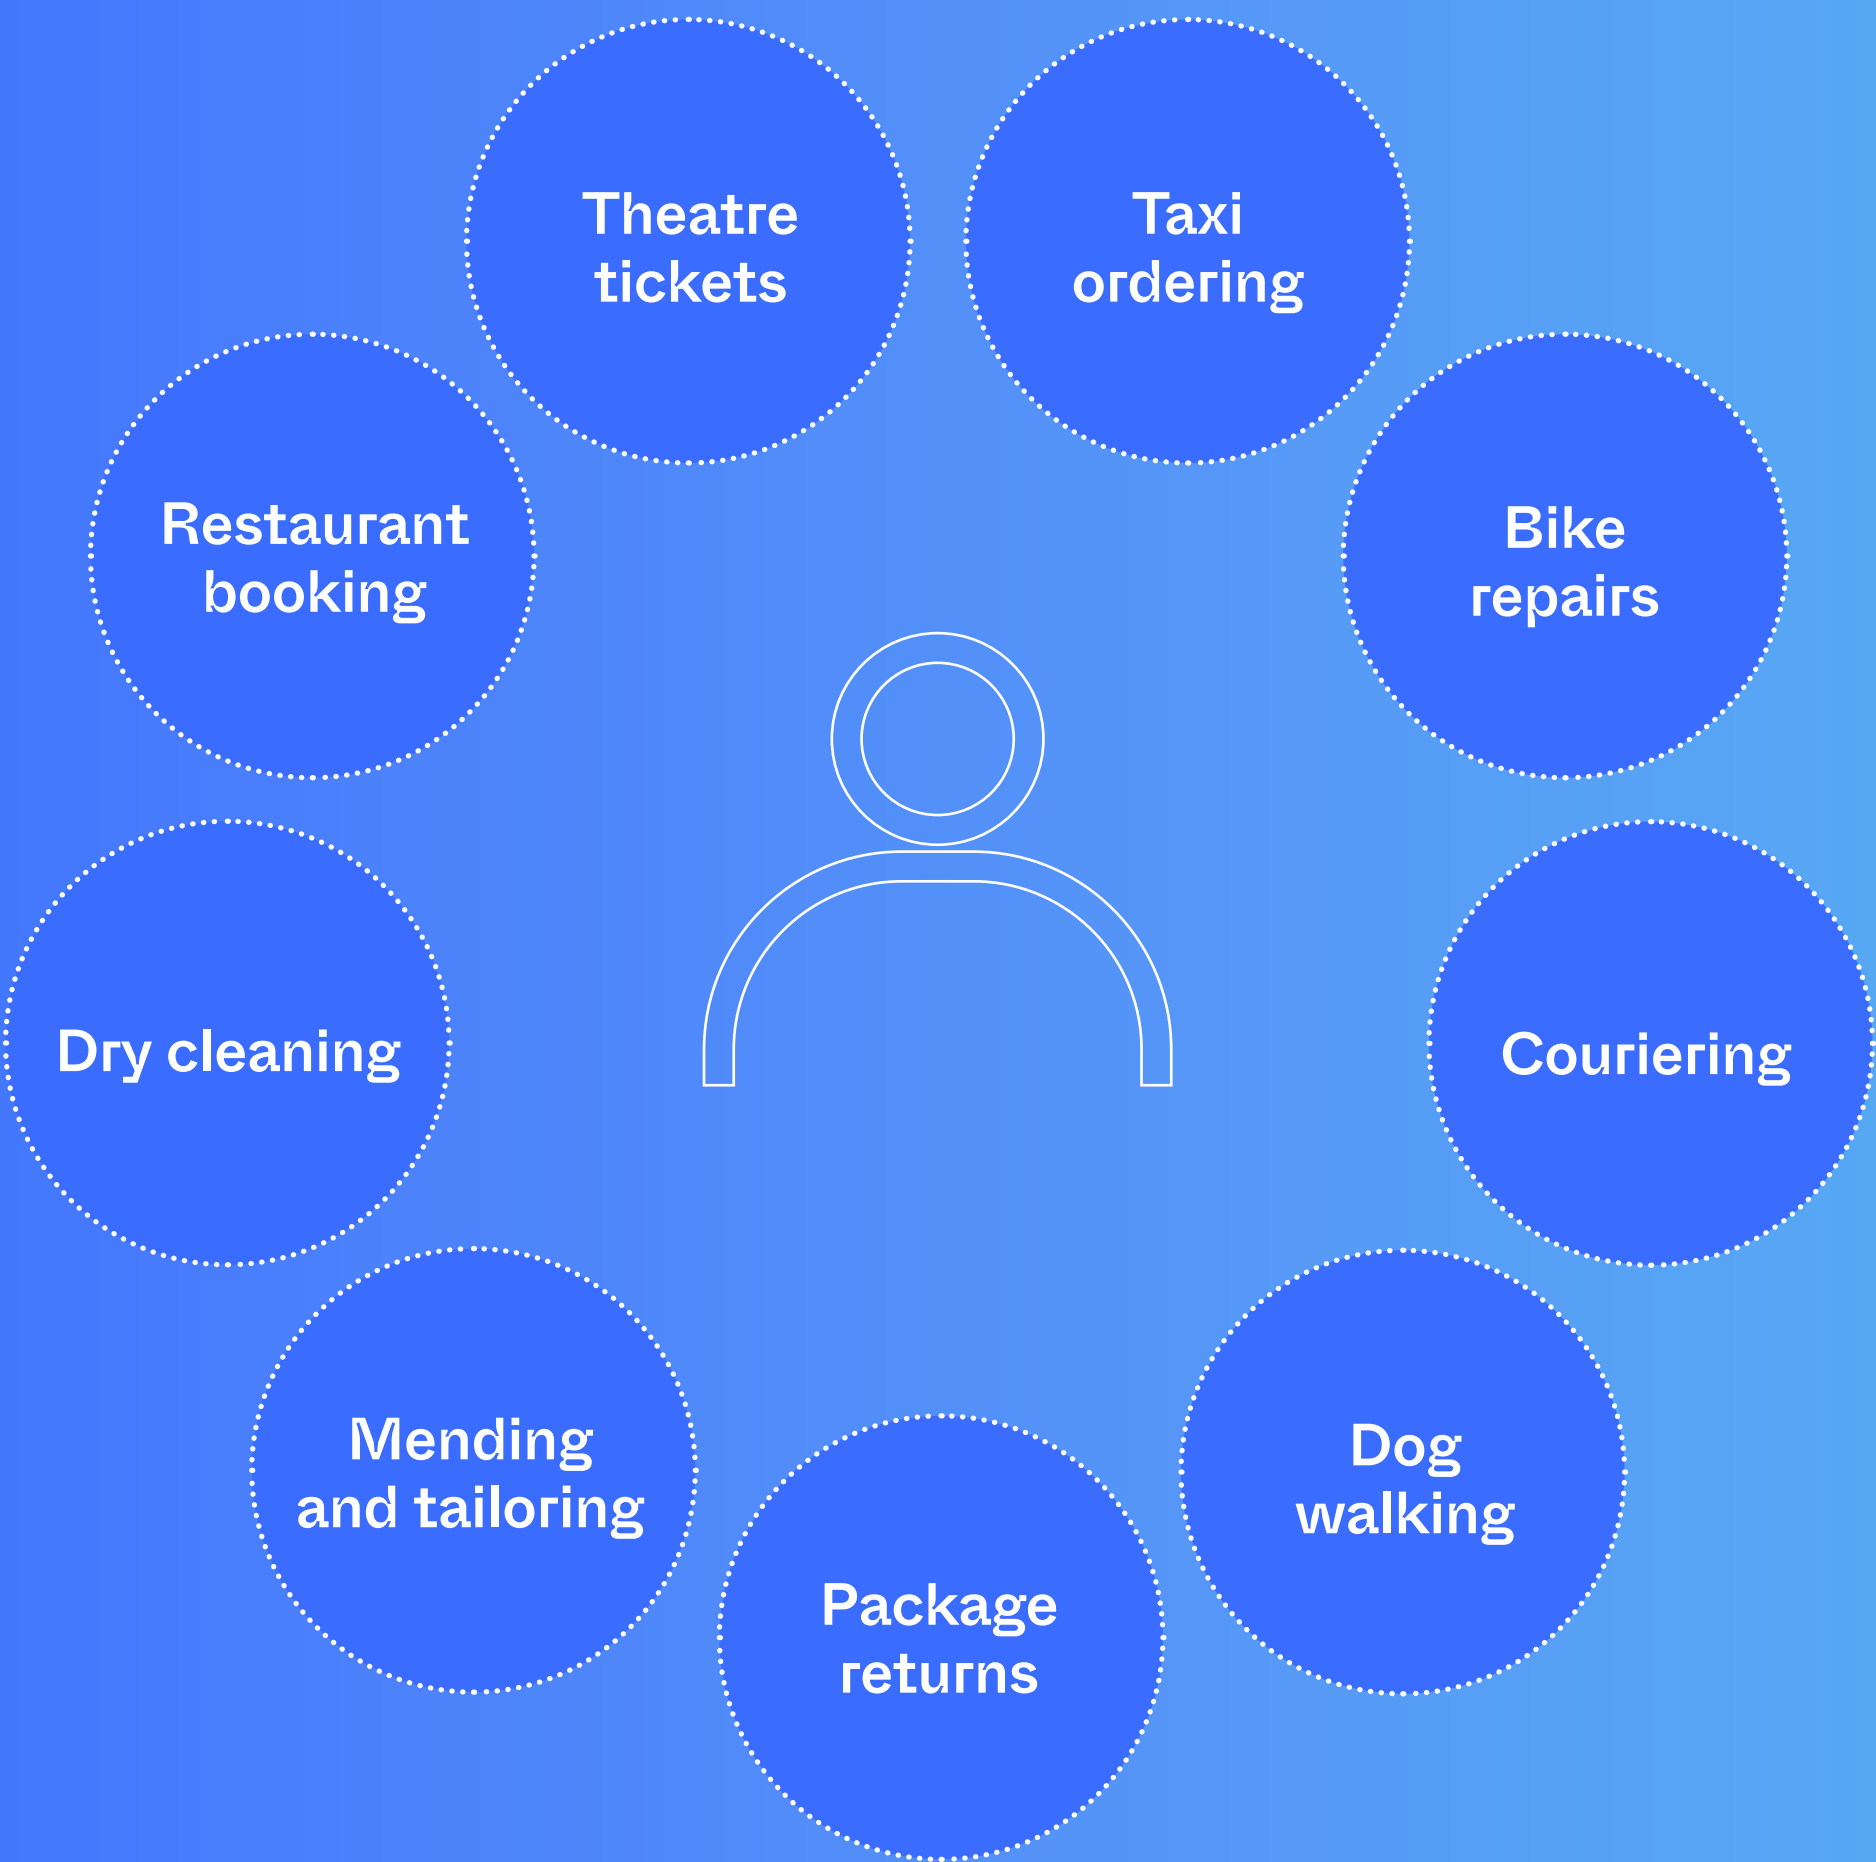 Theatre
tickets
Taxi
ordering
Restaurant
booking
Bike
repairs
Dry cleaning
Couriering
Mending
and tailoring
Dog
walking
Package
returns